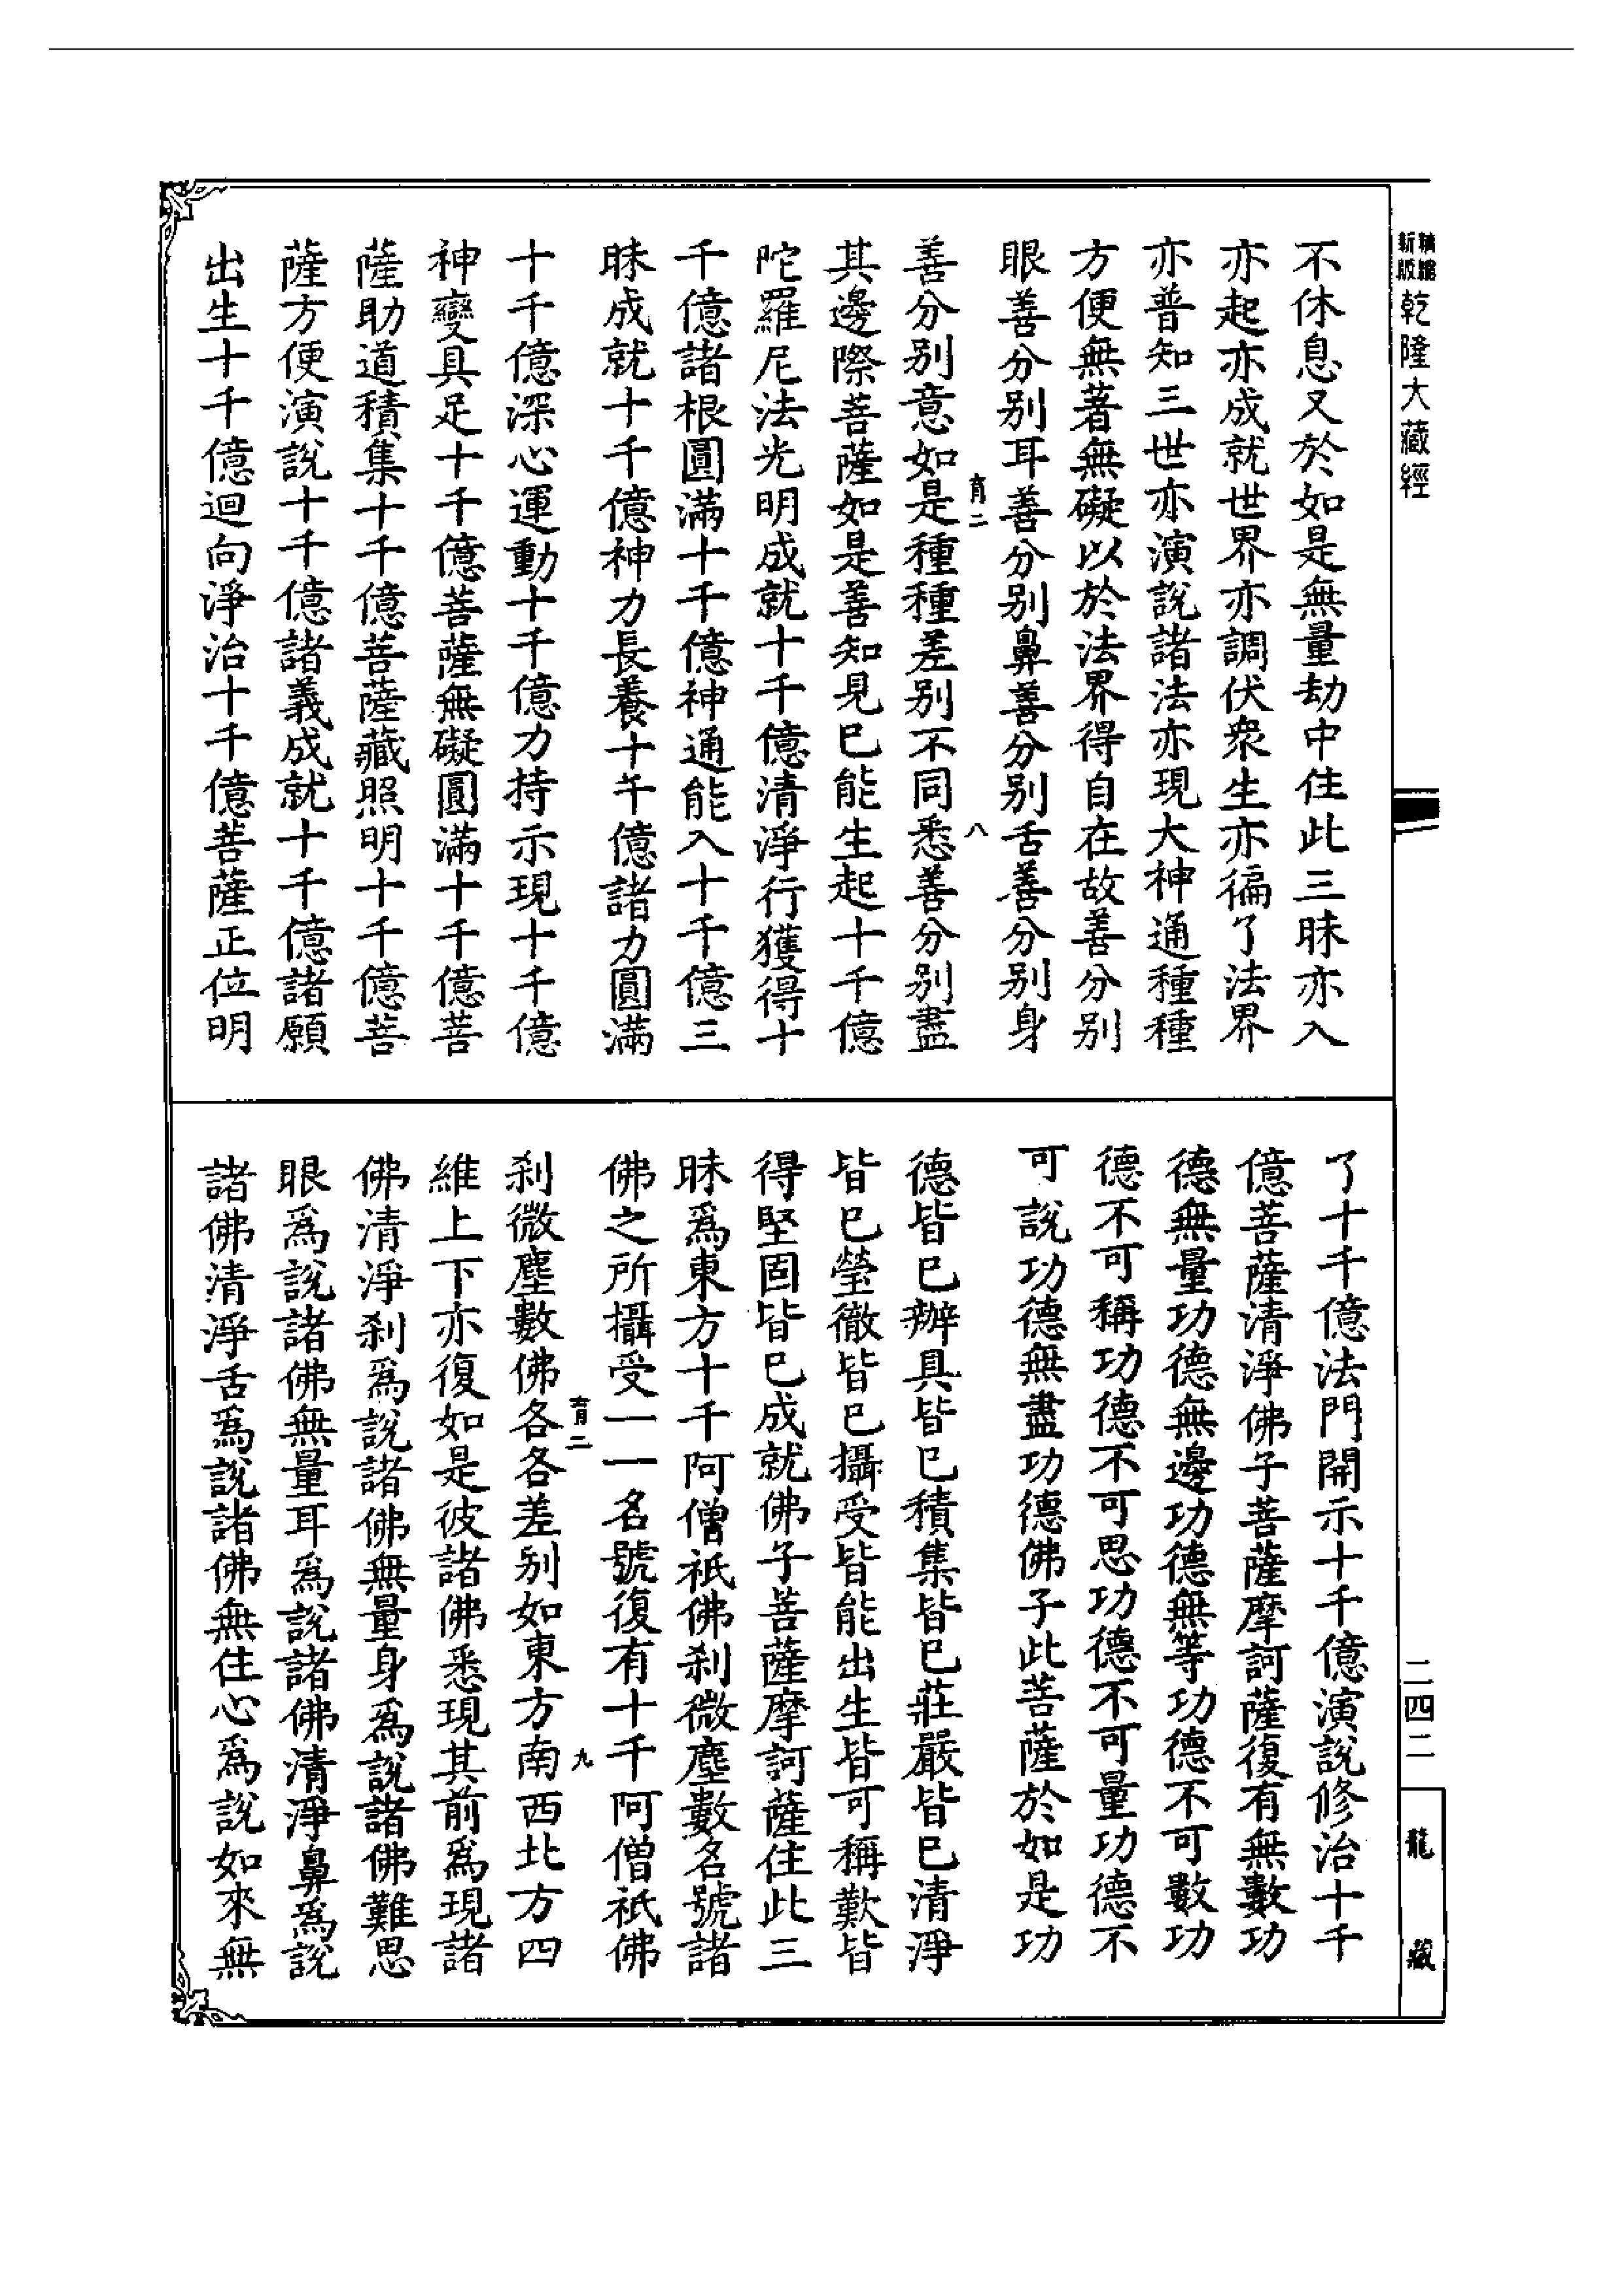 新版精縮
乾隆大藏經
不休息又於如是無量劫中住此三昧亦入
亦起亦成就世界亦調伏衆生亦徧了法界
亦普知三世亦演說諸法亦現大神通種種
方便無著無礙以於法界得自在故善分別
眼善分別耳善分別鼻善分別舌善分別身
育二
八
善分別意如是種種差別不同悉善分別盡
其邊際菩薩如是善知見已能生起十千億
陀羅尼法光明成就十千億清淨行獲得十
千億諸根圓滿十千億神通能入十千億三
昧成就十千億神力長養十千億諸力圓滿
十千億深心運動十千億力持示現十千億
神變具足十千億菩薩無礙圓滿十千億菩
薩助道積集十千億菩薩藏照明十千億菩
薩方便演說十千億諸義成就十千億諸願
出生十千億迴向淨治十千億菩薩正位明
了十千億法門開示十千億演說修治十千
億菩薩清淨佛子菩薩摩訶薩復有無數功
德無量功德無邊功德無等功德不可數功
德不可稱功德不可思功德不可量功德不
可說功德無盡功德佛子此菩薩於如是功
德皆已辦具皆已積集皆已莊嚴皆已清淨
皆已瑩徹皆已攝受皆能出生皆可稱歎皆
得堅固皆已成就佛子菩薩摩訶薩住此三
昧爲東方十千阿僧祇佛刹微塵數名號諸
佛之所攝受一一名號復有十千阿僧祇佛
育二
九
刹微塵數佛各各差別如東方南西北方四
維上下亦復如是彼諸佛悉現其前爲現諸
佛清淨刹爲說諸佛無量身爲說諸佛難思
眼爲說諸佛無量耳爲說諸佛清淨鼻爲說
諸佛清淨舌爲說諸佛無住心爲說如來無
二四二
龍藏